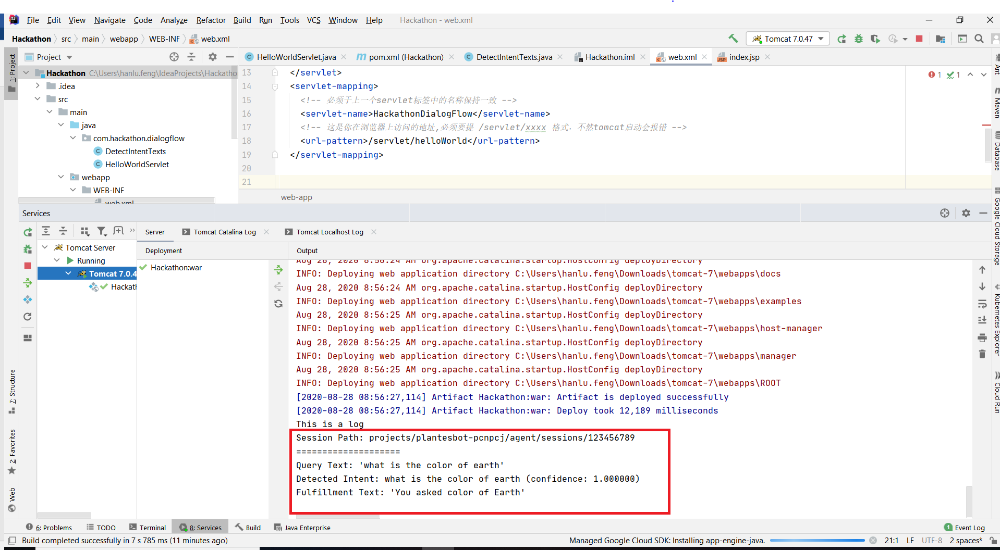 File Edit View Navigate Code Analyze Refactor Build Run Tools VCS Window Help Hackathon - web.xml
Hackathon src main webapp WEB-INF web.xml Tomcat 7.0.47
1: Project
Project
HelloWorldServlet.java pom.xml (Hackathon) DetectIntentTexts.java Hackathon.iml web.xml index.jsp
Hackathon C:\Users\hanlu.feng\IdeaProjects\Hackathon
.idea
src
main
java
com.hackathon.dialogflow
DetectIntentTexts
HelloWorldServlet
webapp
WEB-INF
web.xml
13 </servlet>
14 <servlet-mapping>
15 <!-- 必须于上一个servlet标签中的名称保持一致 -->
16 <servlet-name>HackathonDialogFlow</servlet-name>
17 <!-- 这是你在浏览器上访问的地址,必须要提 /servlet/xxxx 格式，不然tomcat启动会报错 -->
18 <url-pattern>/servlet/helloWorld</url-pattern>
19 </servlet-mapping>
20
21
1 1
web-app
Ant
Maven
Database
Google Cloud Storage
Kubernetes Explorer
Cloud Run
Services
Server Tomcat Catalina Log Tomcat Localhost Log
Tomcat Server
Running
Tomcat 7.0.4
Hackath
Deployment
Hackathon:war
Output
Aug 28, 2020 8:56:24 AM org.apache.catalina.startup.HostConfig deployDirectory
INFO: Deploying web application directory C:\Users\hanlu.feng\Downloads\tomcat-7\webapps\docs
Aug 28, 2020 8:56:24 AM org.apache.catalina.startup.HostConfig deployDirectory
INFO: Deploying web application directory C:\Users\hanlu.feng\Downloads\tomcat-7\webapps\examples
Aug 28, 2020 8:56:25 AM org.apache.catalina.startup.HostConfig deployDirectory
INFO: Deploying web application directory C:\Users\hanlu.feng\Downloads\tomcat-7\webapps\host-manager
Aug 28, 2020 8:56:25 AM org.apache.catalina.startup.HostConfig deployDirectory
INFO: Deploying web application directory C:\Users\hanlu.feng\Downloads\tomcat-7\webapps\manager
Aug 28, 2020 8:56:25 AM org.apache.catalina.startup.HostConfig deployDirectory
INFO: Deploying web application directory C:\Users\hanlu.feng\Downloads\tomcat-7\webapps\ROOT
[2020-08-28 08:56:27,114] Artifact Hackathon:war: Artifact is deployed successfully
[2020-08-28 08:56:27,114] Artifact Hackathon:war: Deploy took 12,189 milliseconds
This is a log
Session Path: projects/plantesbot-pcnpcj/agent/sessions/123456789
====================
Query Text: 'what is the color of earth'
Detected Intent: what is the color of earth (confidence: 1.000000)
Fulfillment Text: 'You asked color of Earth'
7: Structure
2: Favorites
Web
6: Problems TODO Terminal 8: Services Build Java Enterprise 1 Event Log
Build completed successfully in 7 s 785 ms (11 minutes ago) Managed Google Cloud SDK: Installing app-engine-java. 21:1 LF UTF-8 2 spaces*